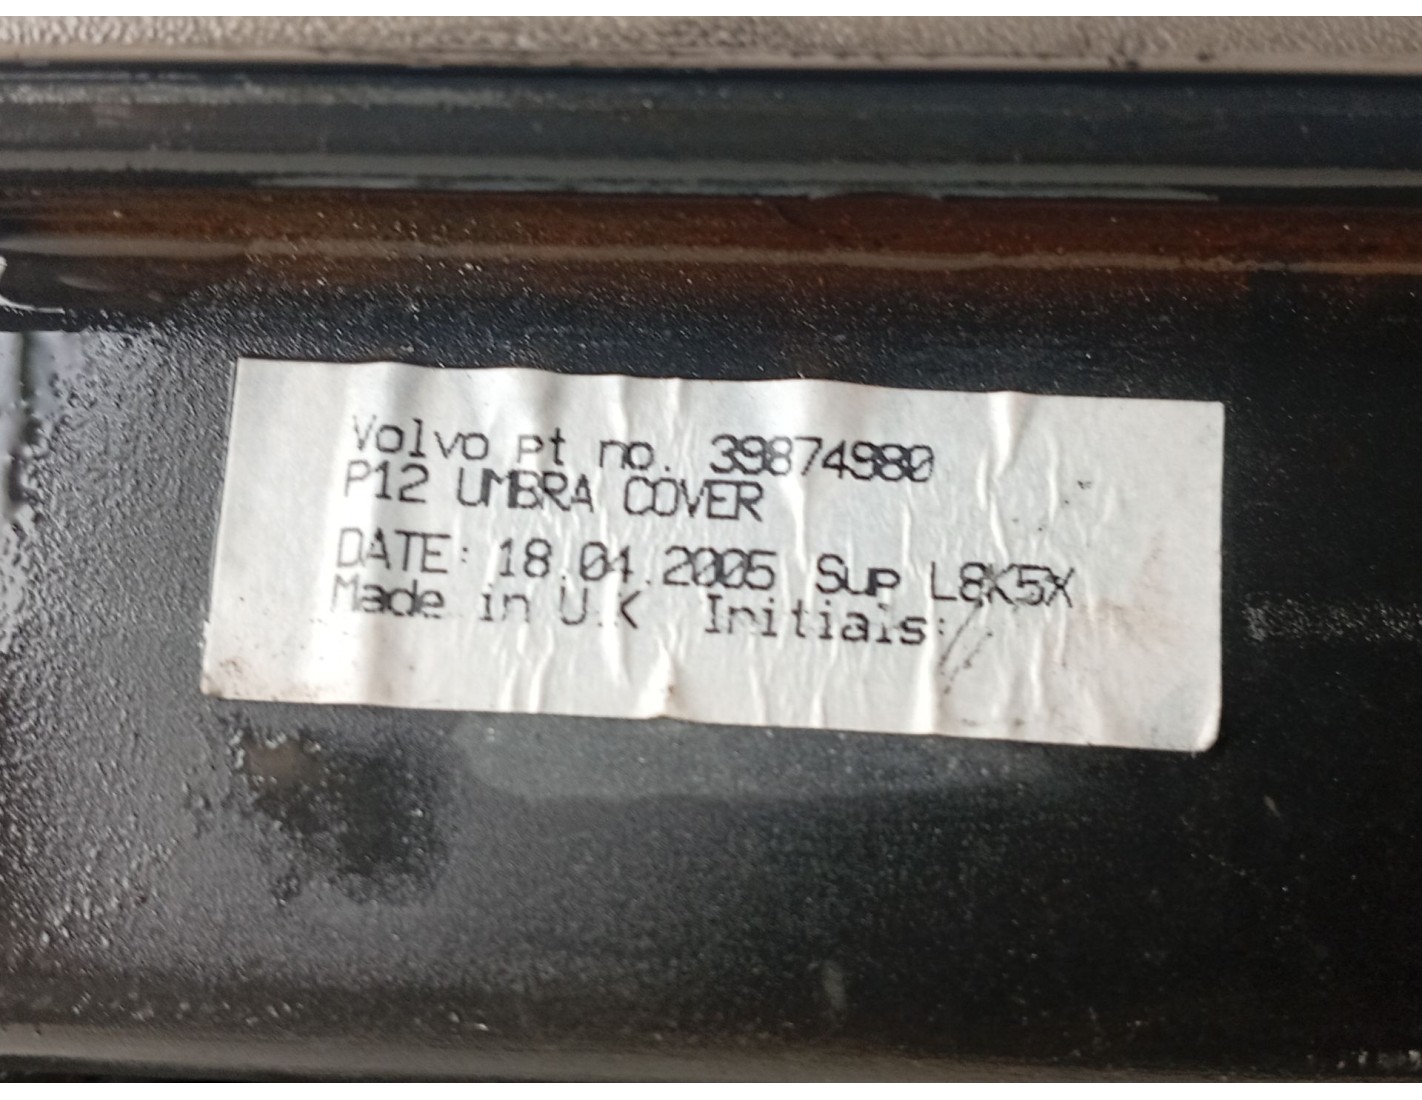 Volvo pt no. 39874980
P12 UMBRA COVER
DATE: 18.04.2005 Sup L8K5X
Made in U.K Initials: